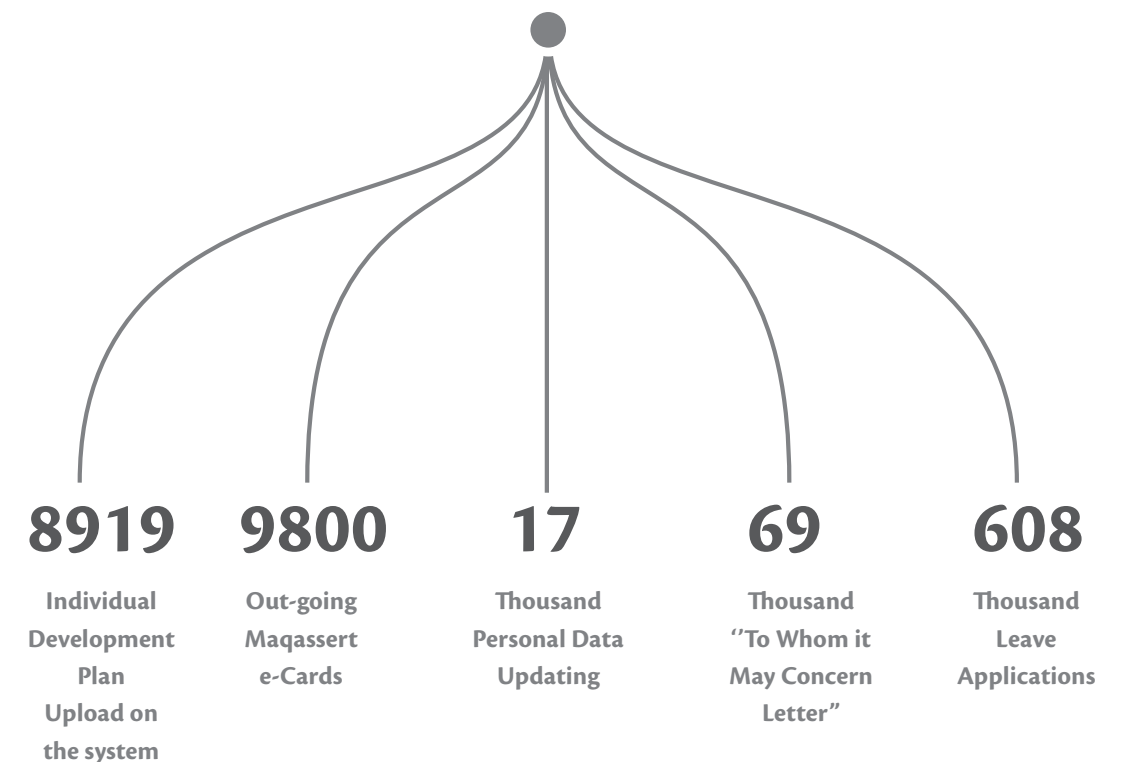 8919
Individual
Development
Plan
Upload on
the system
9800
Out-going
Maqassert
e-Cards
17
Thousand
Personal Data
Updating
69
Thousand
‘’To Whom it
May Concern
Letter”
608
Thousand
Leave
Applications